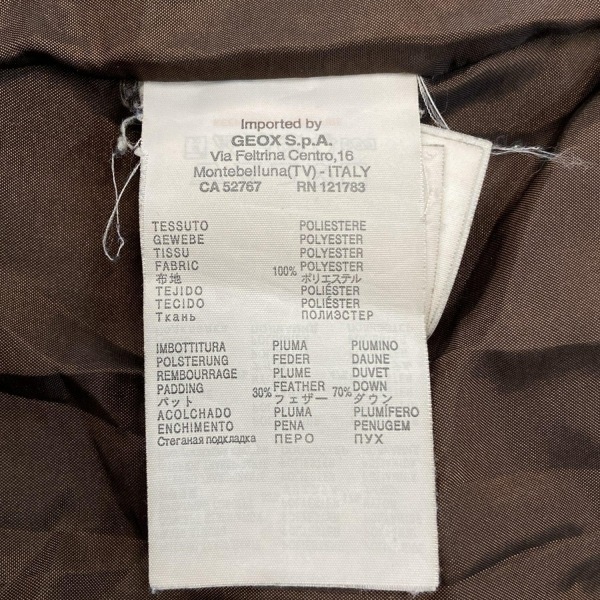 Imported by
GEOX S.p.A.
Via Feltrina Centro,16
Montebelluna(TV) - ITALY
CA 52767 RN 121783
TESSUTO POLIESTERE
GEWEBE POLYESTER
TISSU POLYESTER
FABRIC 100% POLYESTER
布地 ポリエステル
TEJIDO POLIÉSTER
TECIDO POLIÉSTER
Ткань ПОЛИЭСТЕР
IMBOTTITURA PIUMA PIUMINO
POLSTERUNG FEDER DAUNE
REMBOURRAGE PLUME DUVET
PADDING 30% FEATHER 70% DOWN
パット フェザー ダウン
ACOLCHADO PLUMA PLUMÍFERO
ENCHIMENTO PENA PENUGEM
Стеганая подкладка ПЕРО ПУХ